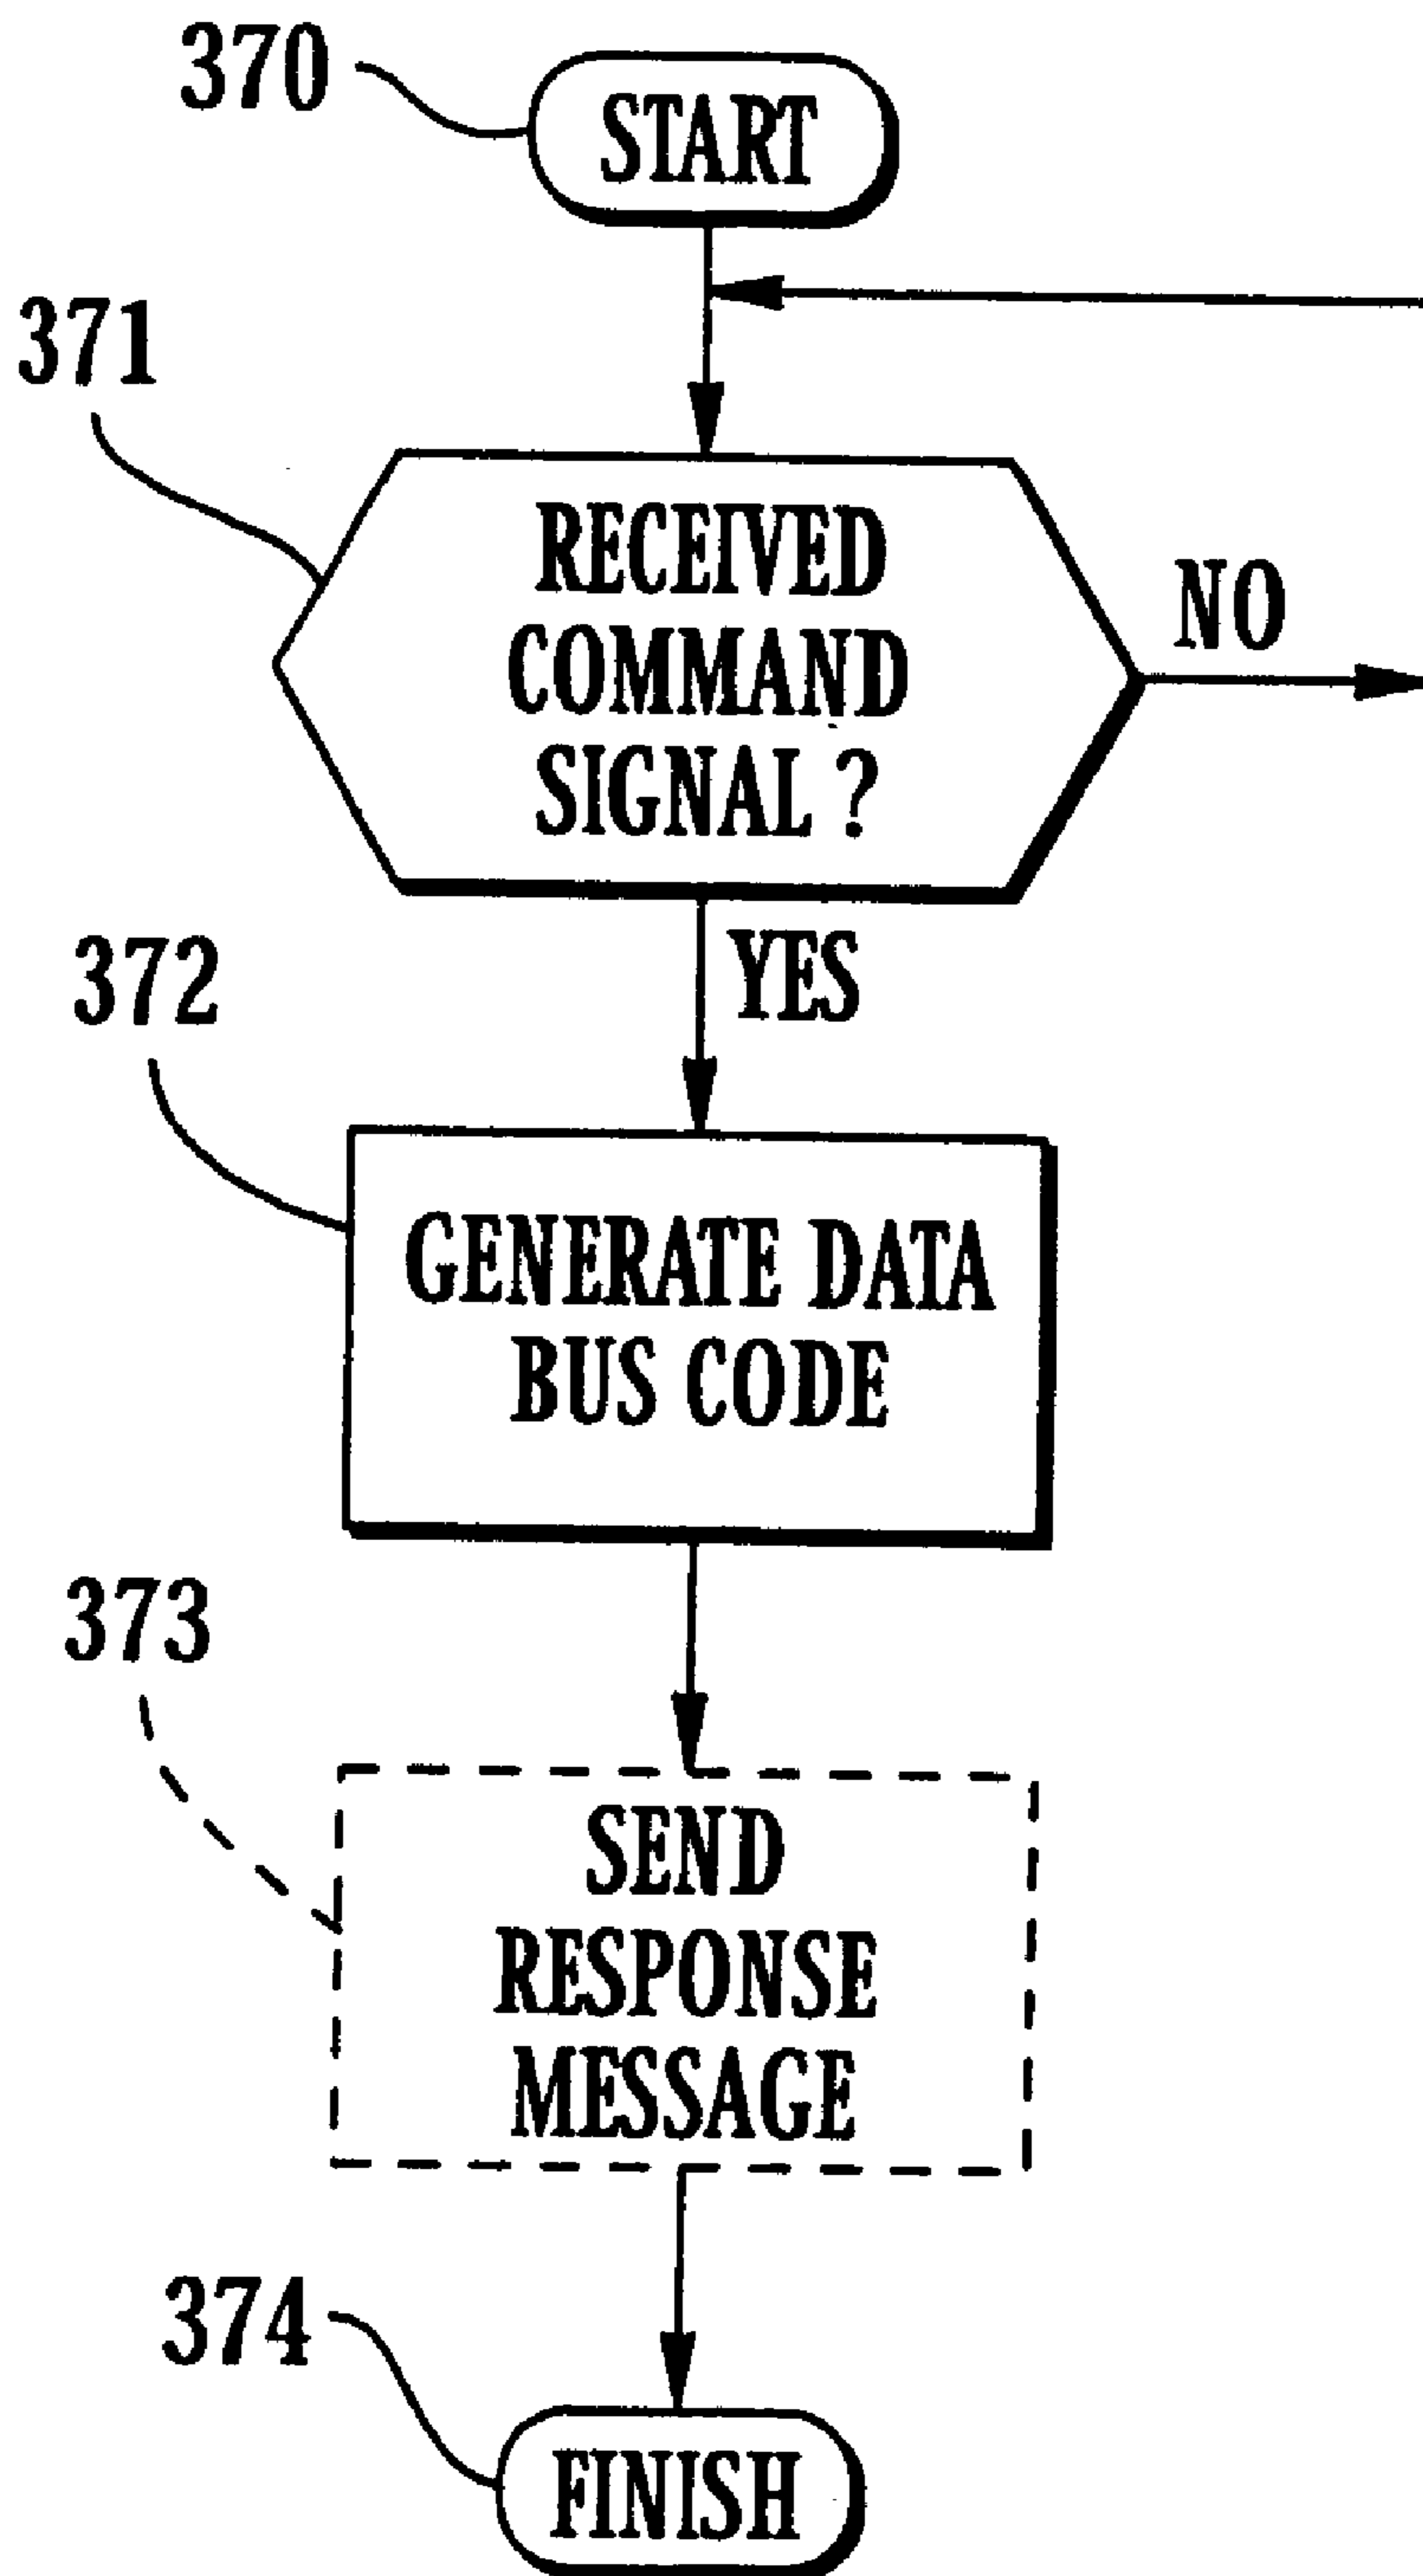 370
START
371
RECEIVED
COMMAND
SIGNAL ?
NO
372
YES
GENERATE DATA
BUS CODE
373
SEND
RESPONSE
MESSAGE
374
FINISH